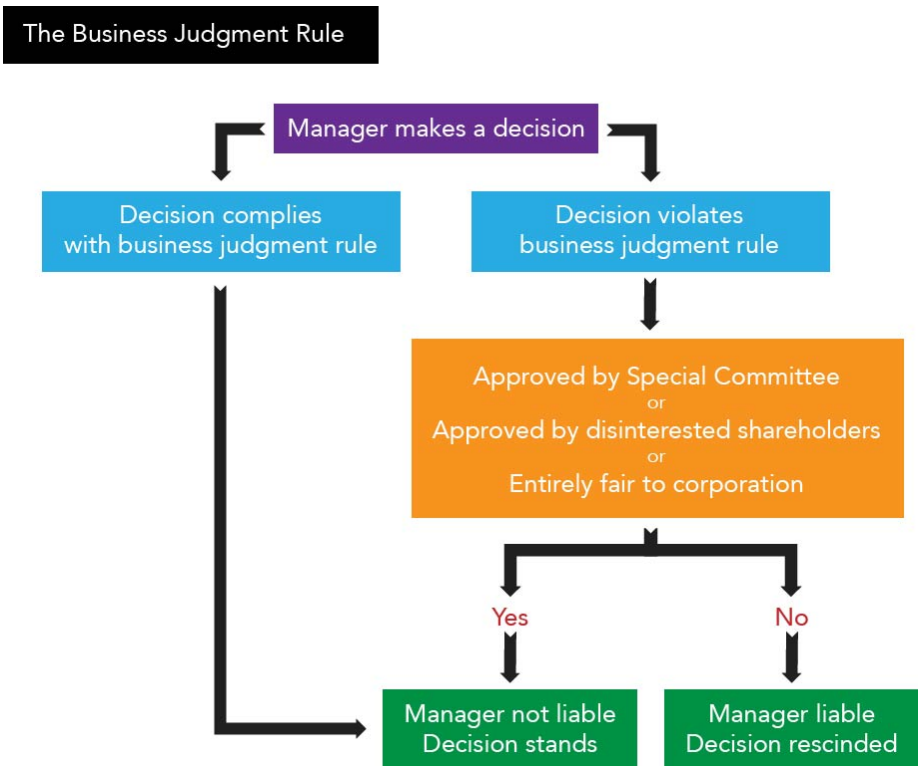 The Business Judgment Rule
Manager makes a decision
Decision complies
with business judgment rule
Decision violates
business judgment rule
Approved by Special Committee
or
Approved by disinterested shareholders
or
Entirely fair to corporation
Yes
No
Manager not liable
Decision stands
Manager liable
Decision rescinded